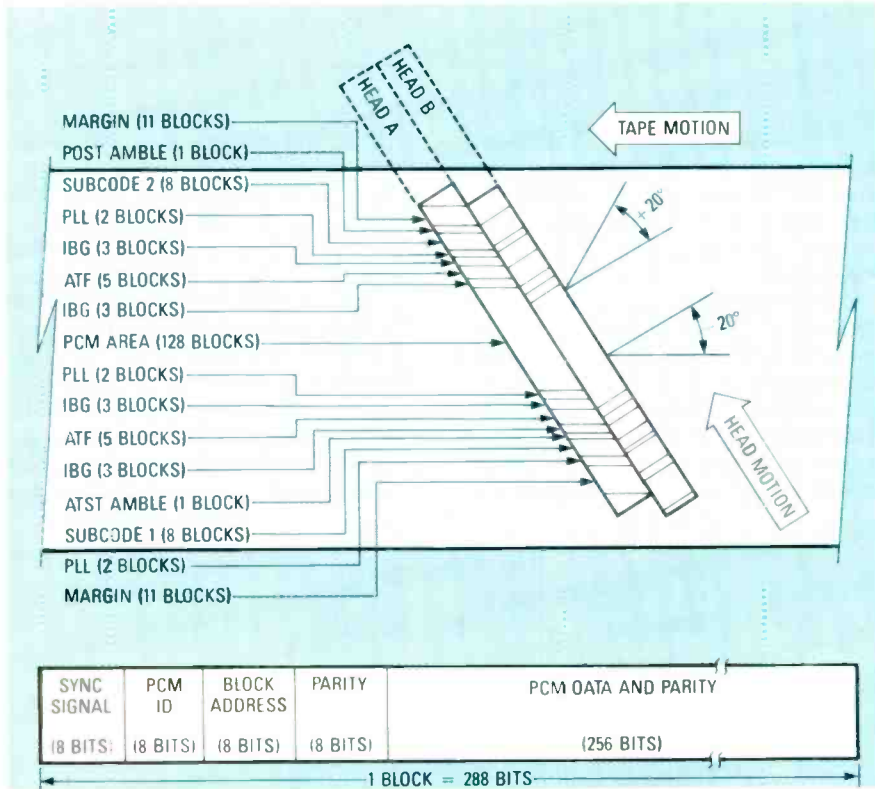 HEAD A
HEAD B
TAPE MOTION
MARGIN (11 BLOCKS)
POST AMBLE (1 BLOCK)
SUBCODE 2 (8 BLOCKS)
PLL (2 BLOCKS)
IBG (3 BLOCKS)
ATF (5 BLOCKS)
IBG (3 BLOCKS)
PCM AREA (128 BLOCKS)
PLL (2 BLOCKS)
IBG (3 BLOCKS)
ATF (5 BLOCKS)
IBG (3 BLOCKS)
ATST AMBLE (1 BLOCK)
SUBCODE 1 (8 BLOCKS)
PLL (2 BLOCKS)
MARGIN (11 BLOCKS)
+ 20°
20°
HEAD MOTION
SYNC
SIGNAL
(8 BITS)
PCM
ID
(8 BITS)
BLOCK
ADDRESS
(8 BITS)
PARITY
(8 BITS)
PCM DATA AND PARITY
(256 BITS)
1 BLOCK = 288 BITS